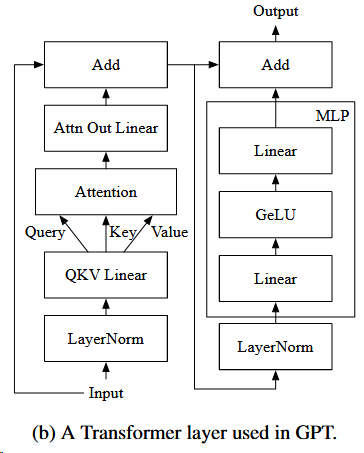 Output
Add
Add
MLP
Attn Out Linear
Linear
Attention
GeLU
Query
Key
Value
QKV Linear
Linear
LayerNorm
LayerNorm
Input
(b) A Transformer layer used in GPT.